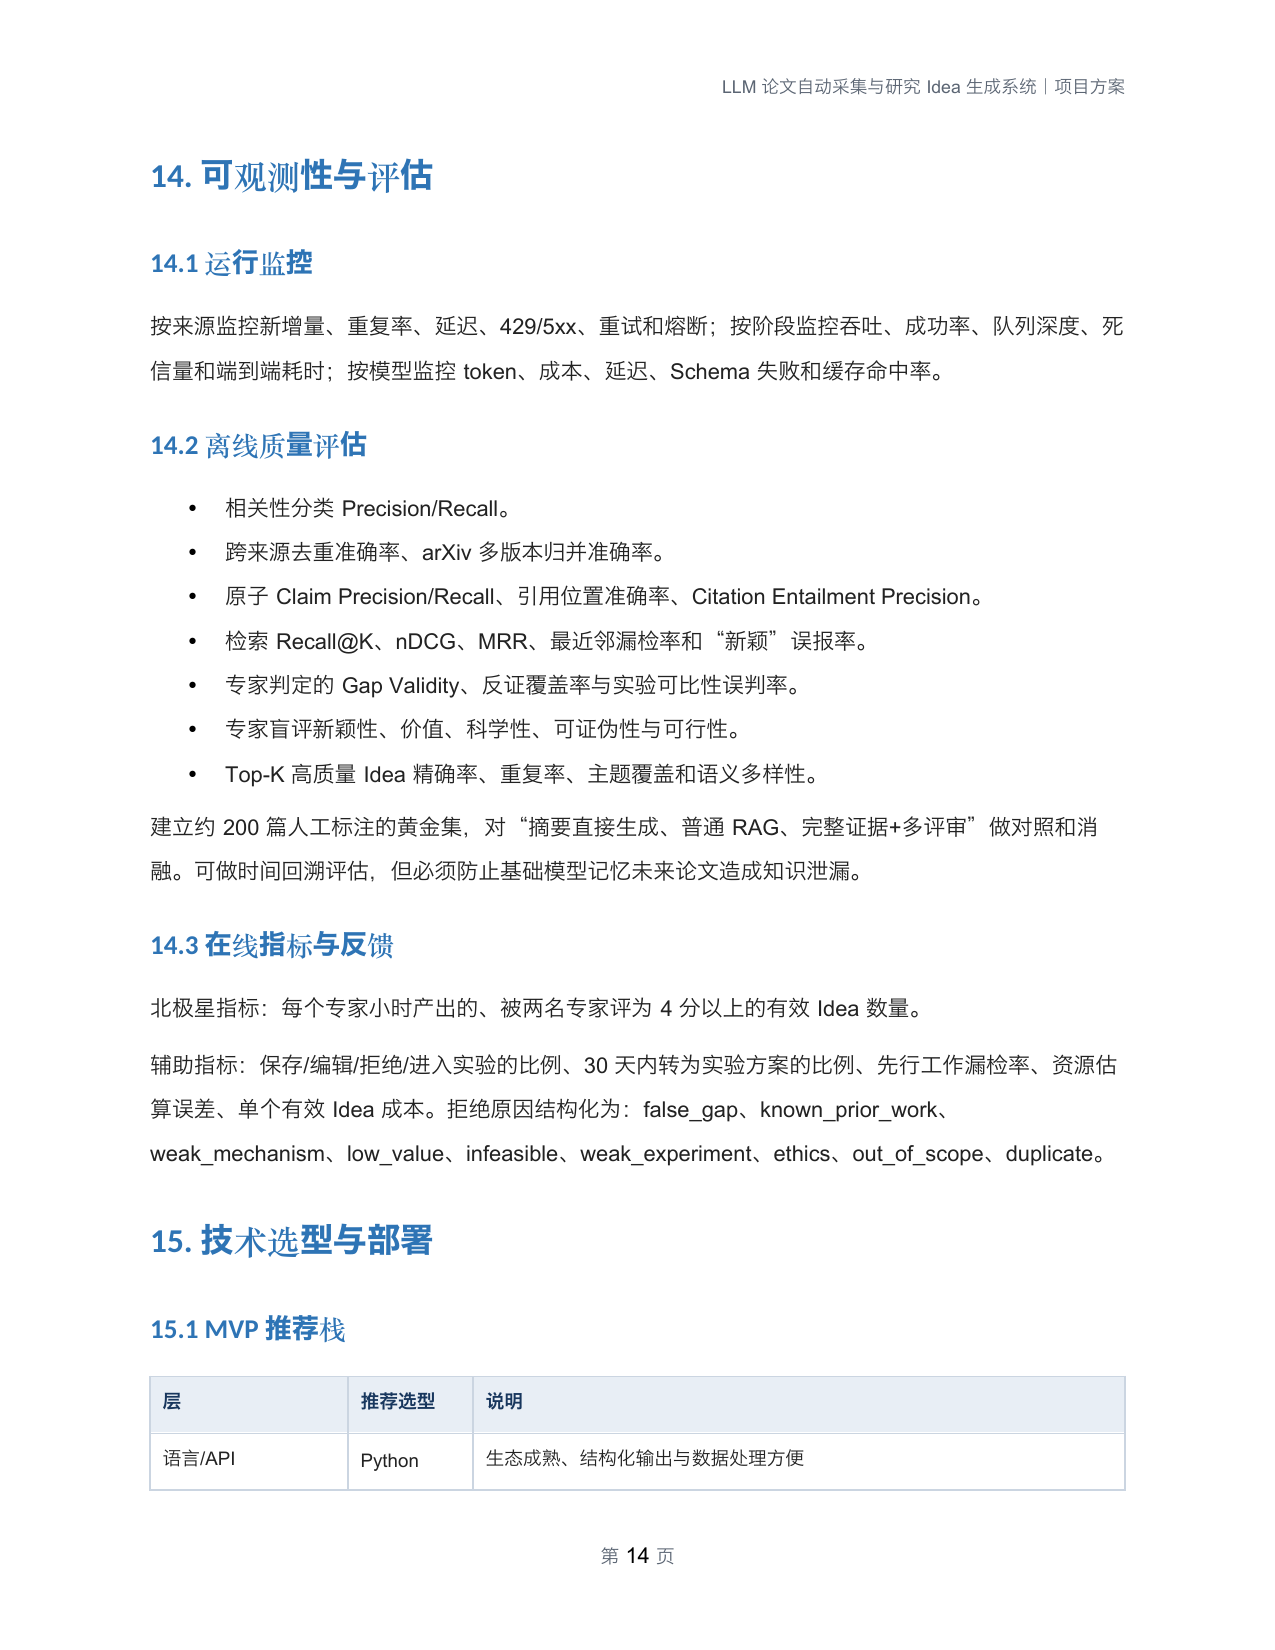 LLM 论文自动采集与研究 Idea 生成系统｜项目方案
14. 可观测性与评估
14.1 运行监控
按来源监控新增量、重复率、延迟、429/5xx、重试和熔断；按阶段监控吞吐、成功率、队列深度、死
信量和端到端耗时；按模型监控 token、成本、延迟、Schema 失败和缓存命中率。
14.2 离线质量评估
• 相关性分类 Precision/Recall。
• 跨来源去重准确率、arXiv 多版本归并准确率。
• 原子 Claim Precision/Recall、引用位置准确率、Citation Entailment Precision。
• 检索 Recall@K、nDCG、MRR、最近邻漏检率和“新颖”误报率。
• 专家判定的 Gap Validity、反证覆盖率与实验可比性误判率。
• 专家盲评新颖性、价值、科学性、可证伪性与可行性。
• Top-K 高质量 Idea 精确率、重复率、主题覆盖和语义多样性。
建立约 200 篇人工标注的黄金集，对“摘要直接生成、普通 RAG、完整证据+多评审”做对照和消
融。可做时间回溯评估，但必须防止基础模型记忆未来论文造成知识泄漏。
14.3 在线指标与反馈
北极星指标：每个专家小时产出的、被两名专家评为 4 分以上的有效 Idea 数量。
辅助指标：保存/编辑/拒绝/进入实验的比例、30 天内转为实验方案的比例、先行工作漏检率、资源估
算误差、单个有效 Idea 成本。拒绝原因结构化为：false_gap、known_prior_work、
weak_mechanism、low_value、infeasible、weak_experiment、ethics、out_of_scope、duplicate。
15. 技术选型与部署
15.1 MVP 推荐栈
层 推荐选型 说明
语言/API Python 生态成熟、结构化输出与数据处理方便
第 14 页